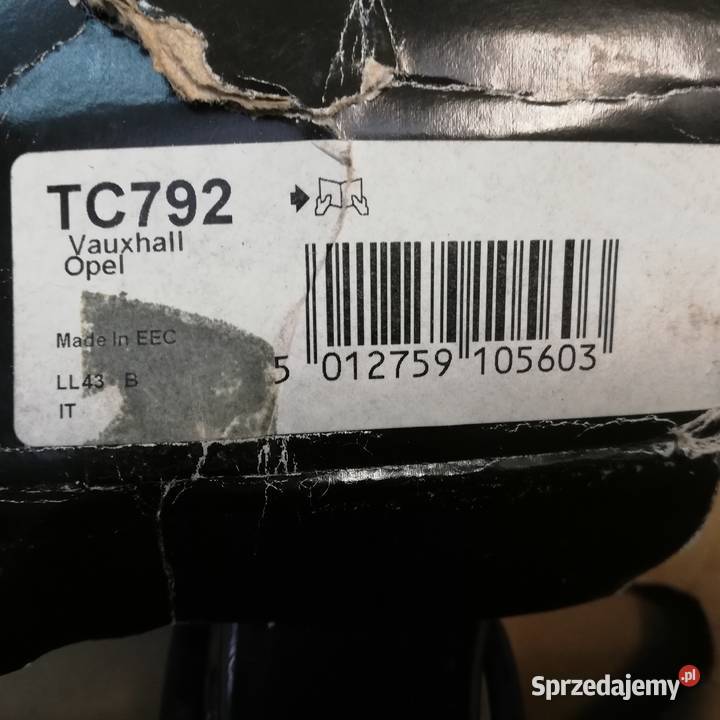 TC792
Vauxhall
Opel
Made In EEC
LL43 B
IT
5 012759 105603
Sprzedajemy.pl